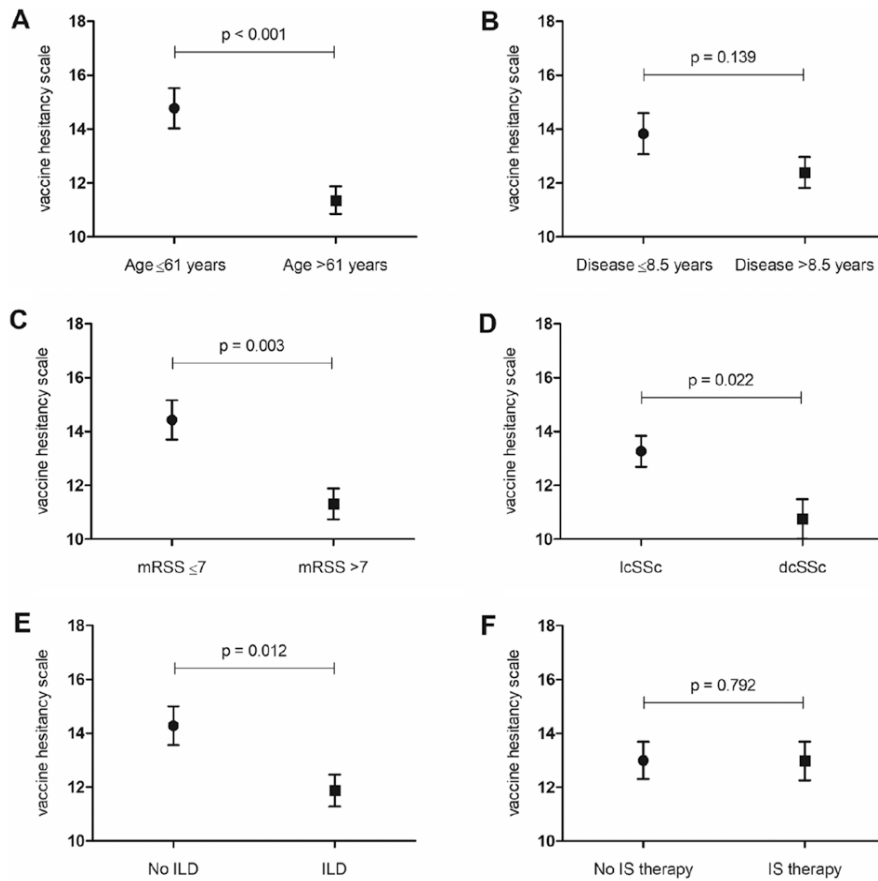 A
vaccine hesitancy scale
18
16
14
12
10
p < 0.001
Age ≤61 years
Age >61 years
B
vaccine hesitancy scale
18
16
14
12
10
p = 0.139
Disease ≤8.5 years
Disease >8.5 years
C
vaccine hesitancy scale
18
16
14
12
10
p = 0.003
mRSS ≤7
mRSS >7
D
vaccine hesitancy scale
18
16
14
12
10
p = 0.022
lcSSc
dcSSc
E
vaccine hesitancy scale
18
16
14
12
10
p = 0.012
No ILD
ILD
F
vaccine hesitancy scale
18
16
14
12
10
p = 0.792
No IS therapy
IS therapy